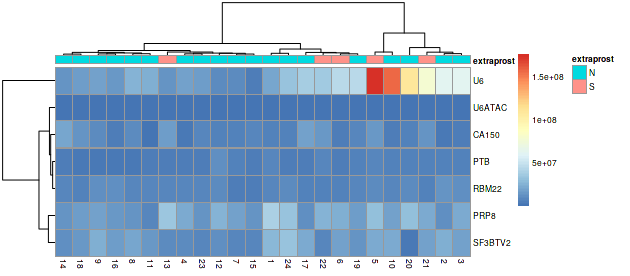 extraprost
extraprost
N
S
U6
U6ATAC
CA150
PTB
RBM22
PRP8
SF3BTV2
1.5e+08
1e+08
5e+07
14 18 9 16 8 11 13 4 23 12 7 15 1 24 17 22 6 19 5 10 20 21 2 3